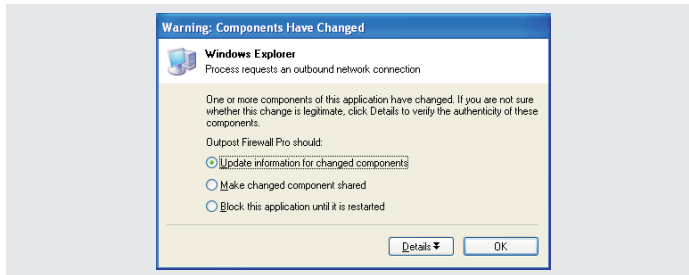 Warning: Components Have Changed
Windows Explorer
Process requests an outbound network connection
One or more components of this application have changed. If you are not sure
whether this change is legitimate, click Details to verify the authenticity of these
components.
Outpost Firewall Pro should:
Update information for changed components
Make changed component shared
Block this application until it is restarted
Details
OK